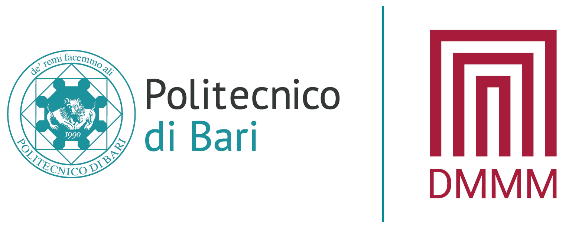 de' remi facemmo ali
1990
POLITECNICO DI BARI
Politecnico
di Bari
DMMM